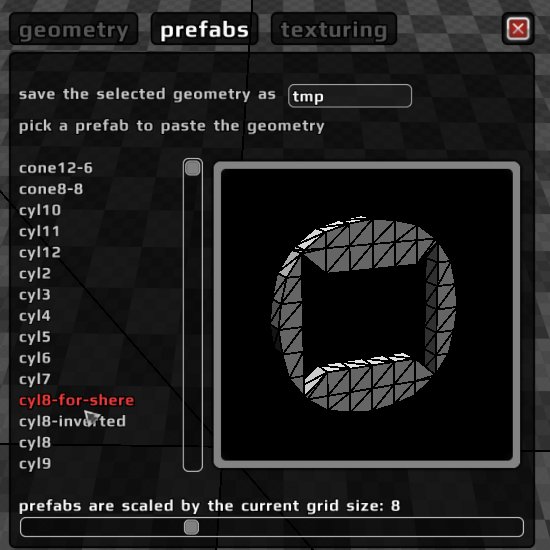 geometry prefabs texturing
save the selected geometry as tmp
pick a prefab to paste the geometry
cone12-6
cone8-8
cyl10
cyl11
cyl12
cyl2
cyl3
cyl4
cyl5
cyl6
cyl7
cyl8-for-shere
cyl8-inverted
cyl8
cyl9
prefabs are scaled by the current grid size: 8